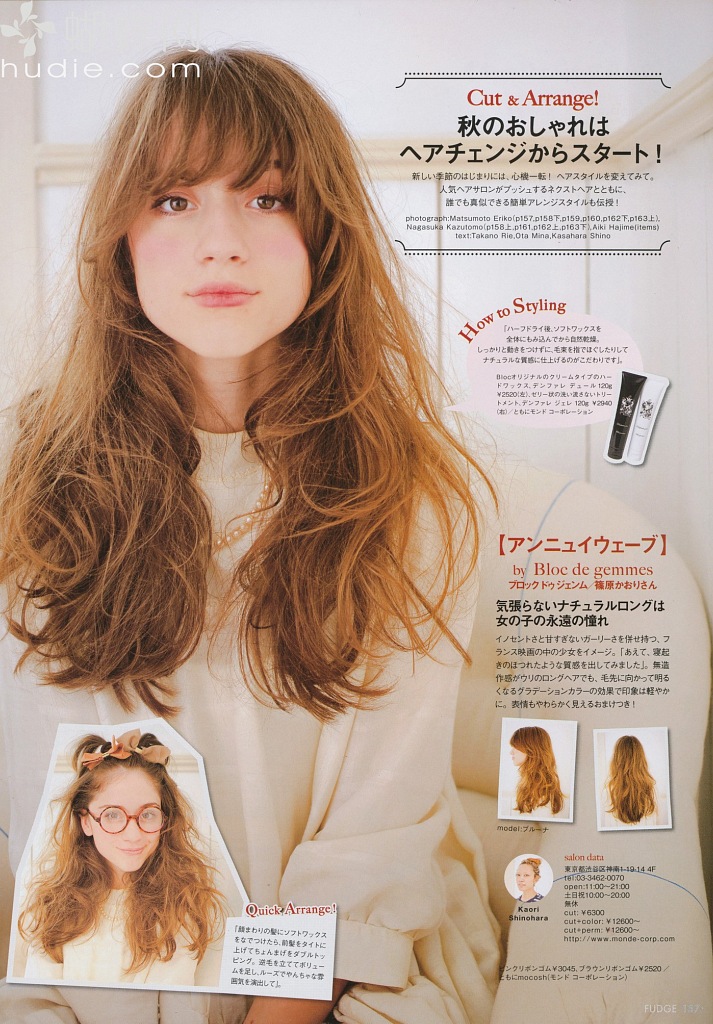 hudie.com
Cut & Arrange!
秋のおしゃれは
ヘアチェンジからスタート！
新しい季節のはじまりには、心機一転！ ヘアスタイルを変えてみて。
人気ヘアサロンがプッシュするネクストヘアとともに、
誰でも真似できる簡単アレンジスタイルも伝授！
photograph:Matsumoto Eriko(p157,p158下,p159,p160,p162下,p163上),
Nagasuka Kazutomo(p158上,p161,p162上,p163下),Aiki Hajime(items)
text:Takano Rie,Ota Mina,Kasahara Shino
How to Styling
「ハーフドライ後、ソフトワックスを
全体にもみ込んでから自然乾燥。
しっかりと動きをつけずに、毛束を指でほぐしたりして
ナチュラルな質感に仕上げるのがこだわりです」。
Blocオリジナルのクリームタイプのハー
ドワックス、デンファレ デュール 120g
¥2520(左)、ゼリー状の洗い流さないトリー
トメント、デンファレ ジェレ 120g ¥2940
(右)／ともにモンド コーポレーション
【アンニュイウェーブ】
by Bloc de gemmes
ブロック ドゥ ジェンム／篠原かおりさん
気張らないナチュラルロングは
女の子の永遠の憧れ
イノセントさと甘すぎないガーリーさを併せ持つ、フ
ランス映画の中の少女をイメージ。「あえて、寝起
きのほつれたような質感を出してみました」。無造
作感がウリのロングヘアでも、毛先に向かって明る
くなるグラデーションカラーの効果で印象は軽やか
に。表情もやわらかく見えるおまけつき！
model:ブルーナ
salon data
東京都渋谷区神南1-19-14 4F
tel:03-3462-0070
open:11:00～21:00
土日祝10:00～20:00
無休
cut: ¥6300
cut+color: ¥12600～
cut+perm: ¥12600～
http://www.monde-corp.com
Kaori
Shinohara
Quick Arrange!
「顔まわりの髪にソフトワックス
をなでつけたら、前髪をタイトに
上げてちょんまげをダブルトッ
ピング。逆毛を立ててボリュー
ムを足し、ルーズでやんちゃな雰
囲気を演出して」。
ピンクリボンゴム¥3045、ブラウンリボンゴム¥2520／
ともにmocosh(モンド コーポレーション)
FUDGE 157